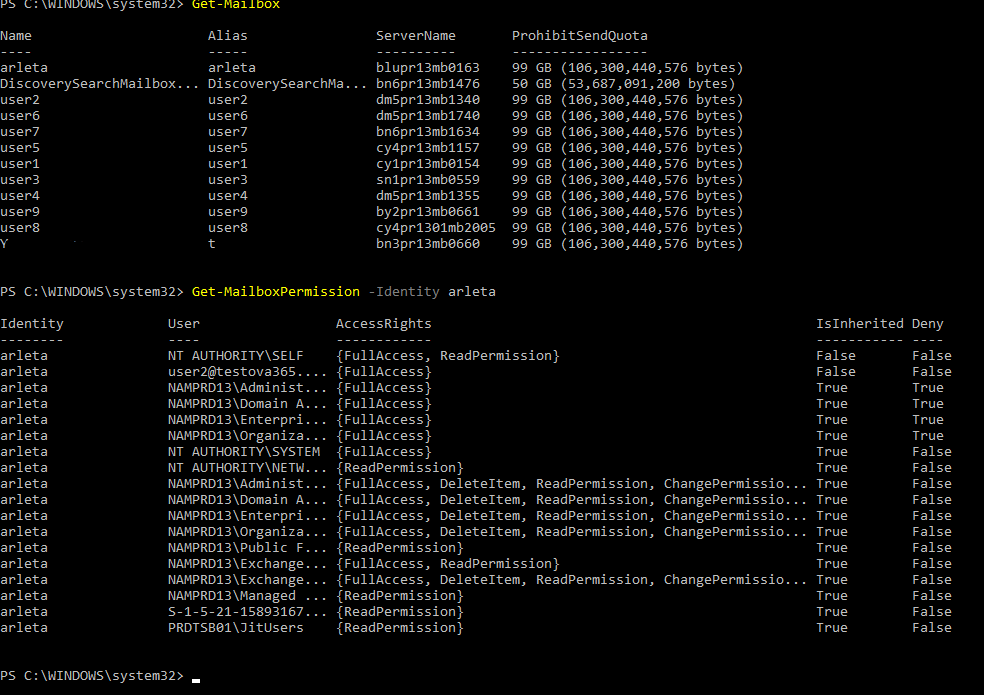 PS C:\WINDOWS\system32> Get-Mailbox
Name Alias ServerName ProhibitSendQuota
---- ----- ---------- -----------------
arleta arleta blupr13mb0163 99 GB (106,300,440,576 bytes)
DiscoverySearchMailbox... DiscoverySearchMa... bn6pr13mb1476 50 GB (53,687,091,200 bytes)
user2 user2 dm5pr13mb1340 99 GB (106,300,440,576 bytes)
user6 user6 dm5pr13mb1740 99 GB (106,300,440,576 bytes)
user7 user7 bn6pr13mb1634 99 GB (106,300,440,576 bytes)
user5 user5 cy4pr13mb1157 99 GB (106,300,440,576 bytes)
user1 user1 cy1pr13mb0154 99 GB (106,300,440,576 bytes)
user3 user3 sn1pr13mb0559 99 GB (106,300,440,576 bytes)
user4 user4 dm5pr13mb1355 99 GB (106,300,440,576 bytes)
user9 user9 by2pr13mb0661 99 GB (106,300,440,576 bytes)
user8 user8 cy4pr1301mb2005 99 GB (106,300,440,576 bytes)
Y t bn3pr13mb0660 99 GB (106,300,440,576 bytes)
PS C:\WINDOWS\system32> Get-MailboxPermission -Identity arleta
Identity User AccessRights IsInherited Deny
-------- ---- ------------ ----------- ----
arleta NT AUTHORITY\SELF {FullAccess, ReadPermission} False False
arleta user2@testova365.... {FullAccess} False False
arleta NAMPRD13\Administ... {FullAccess} True True
arleta NAMPRD13\Domain A... {FullAccess} True True
arleta NAMPRD13\Enterpri... {FullAccess} True True
arleta NAMPRD13\Organiza... {FullAccess} True True
arleta NT AUTHORITY\SYSTEM {FullAccess} True False
arleta NT AUTHORITY\NETW... {ReadPermission} True False
arleta NAMPRD13\Administ... {FullAccess, DeleteItem, ReadPermission, ChangePermissio... True False
arleta NAMPRD13\Domain A... {FullAccess, DeleteItem, ReadPermission, ChangePermissio... True False
arleta NAMPRD13\Enterpri... {FullAccess, DeleteItem, ReadPermission, ChangePermissio... True False
arleta NAMPRD13\Organiza... {FullAccess, DeleteItem, ReadPermission, ChangePermissio... True False
arleta NAMPRD13\Public F... {ReadPermission} True False
arleta NAMPRD13\Exchange... {FullAccess, ReadPermission} True False
arleta NAMPRD13\Exchange... {FullAccess, DeleteItem, ReadPermission, ChangePermissio... True False
arleta NAMPRD13\Managed ... {ReadPermission} True False
arleta S-1-5-21-15893167... {ReadPermission} True False
arleta PRDTSB01\JitUsers {ReadPermission} True False
PS C:\WINDOWS\system32>